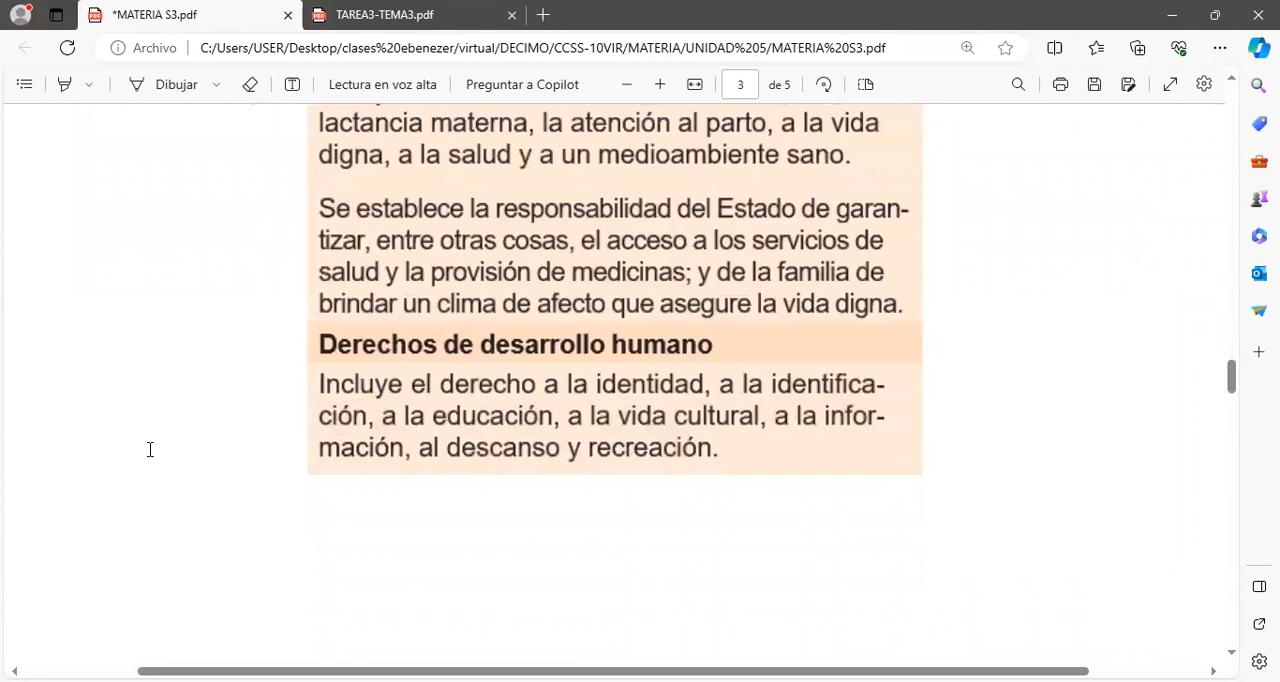 *MATERIA S3.pdf
TAREA3-TEMA3.pdf
Archivo
C:/Users/USER/Desktop/clases%20ebenezer/virtual/DECIMO/CCSS-10VIR/MATERIA/UNIDAD%205/MATERIA%20S3.pdf
Dibujar
Lectura en voz alta
Preguntar a Copilot
3
de 5
lactancia materna, la atención al parto, a la vida
digna, a la salud y a un medioambiente sano.
Se establece la responsabilidad del Estado de garan-
tizar, entre otras cosas, el acceso a los servicios de
salud y la provisión de medicinas; y de la familia de
brindar un clima de afecto que asegure la vida digna.
Derechos de desarrollo humano
Incluye el derecho a la identidad, a la identifica-
ción, a la educación, a la vida cultural, a la infor-
mación, al descanso y recreación.